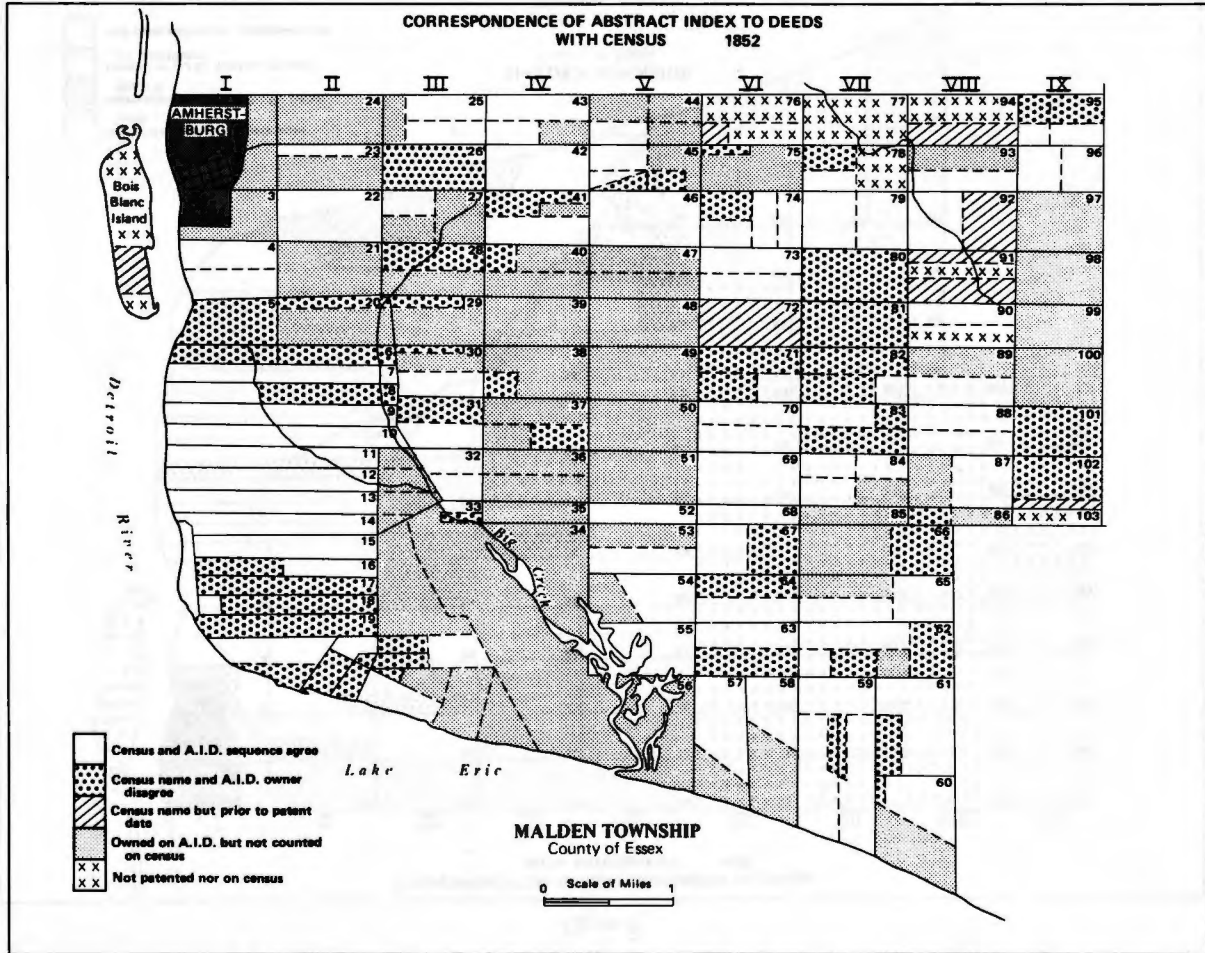 CORRESPONDENCE OF ABSTRACT INDEX TO DEEDS
WITH CENSUS 1852
I II III IV V VI VII VIII IX
AMHERST-
BURG
Bois
Blanc
Island
24 25 43 44 76 77 94 95
23 26 42 45 75 78 93 96
3 22 27 41 46 74 79 92 97
4 21 28 40 47 73 80 91 98
5 20 29 39 48 72 81 90 99
6 30 38 49 71 82 89 100
7
8 31 37 50 70 83 88 101
9
10
11 32 36 51 69 84 87 102
12
13 33 35 52 68 85 86 103
14 34 53 67 66
15
16 54 64 65
17
18
19 55 63 62
56 57 58 59 61
60
Detroit
River
Big
Creek
Lake Erie
Census and A.I.D. sequence agree
Census name and A.I.D. owner
disagree
Census name but prior to patent
date
Owned on A.I.D. but not counted
on census
x x
x x
Not patented nor on census
MALDEN TOWNSHIP
County of Essex
Scale of Miles
0 1